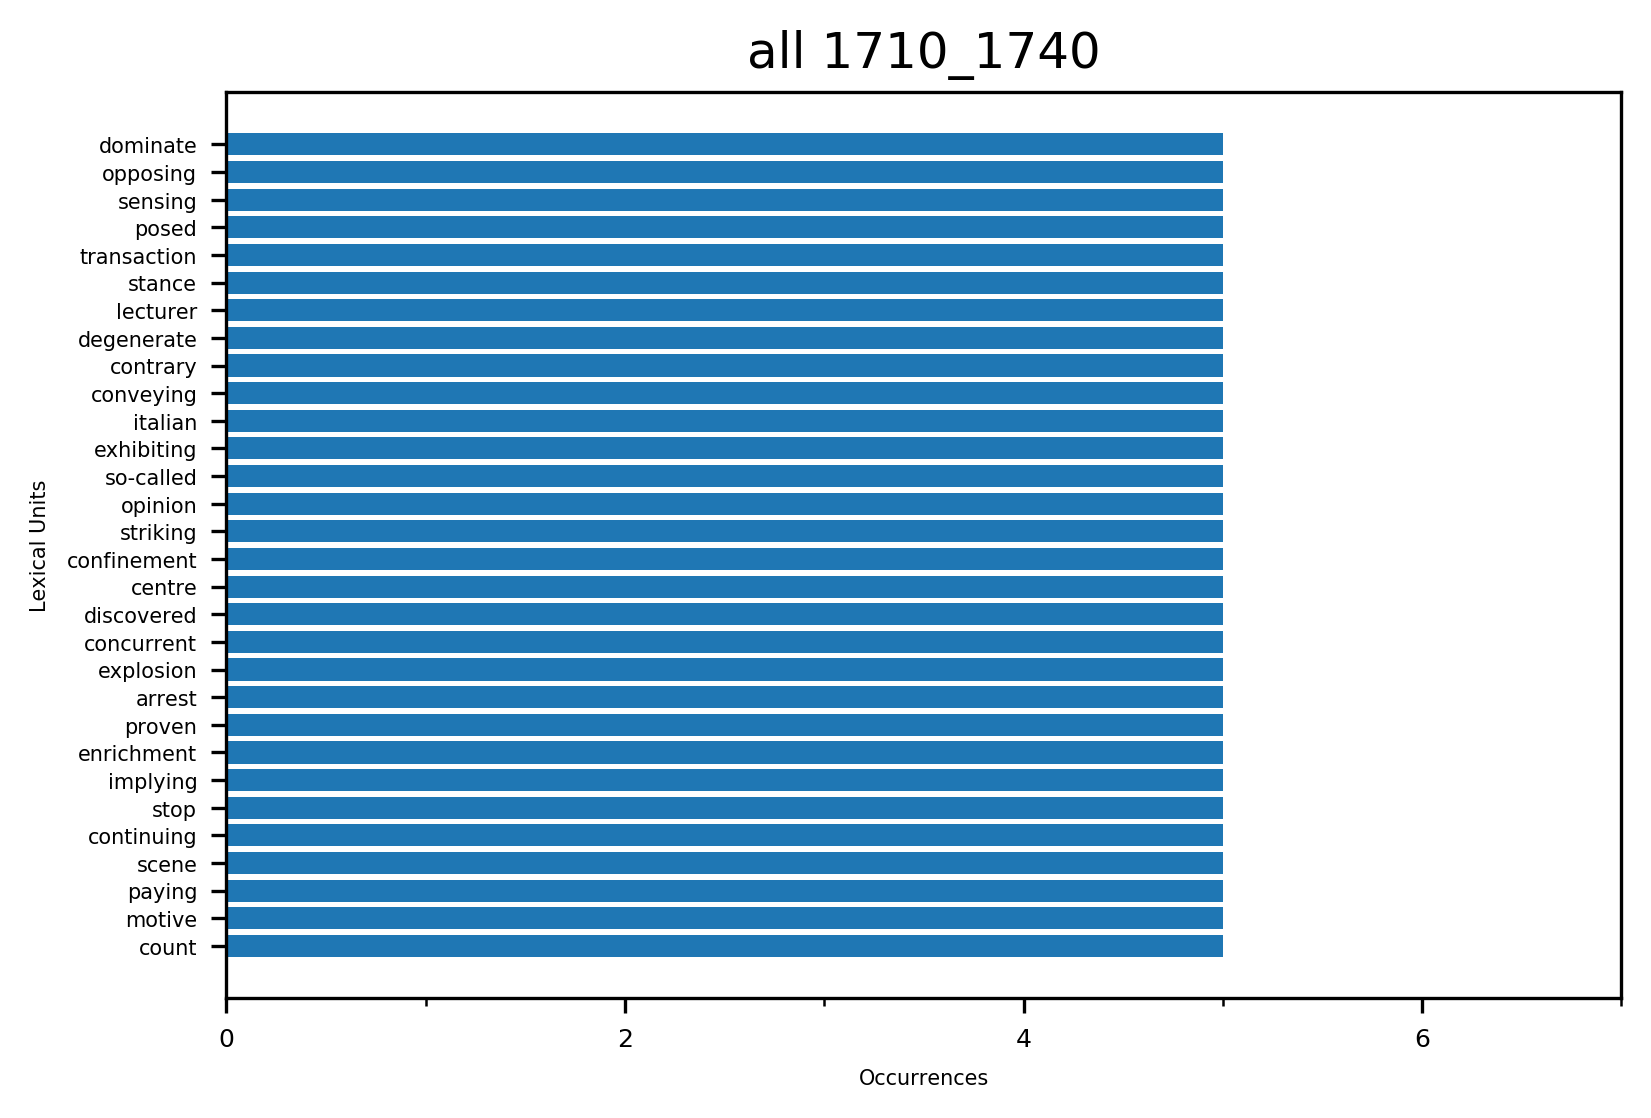 all 1710_1740
dominate
opposing
sensing
posed
transaction
stance
lecturer
degenerate
contrary
conveying
italian
exhibiting
so-called
opinion
striking
confinement
centre
discovered
concurrent
explosion
arrest
proven
enrichment
implying
stop
continuing
scene
paying
motive
count
Lexical Units
0 2 4 6
Occurrences